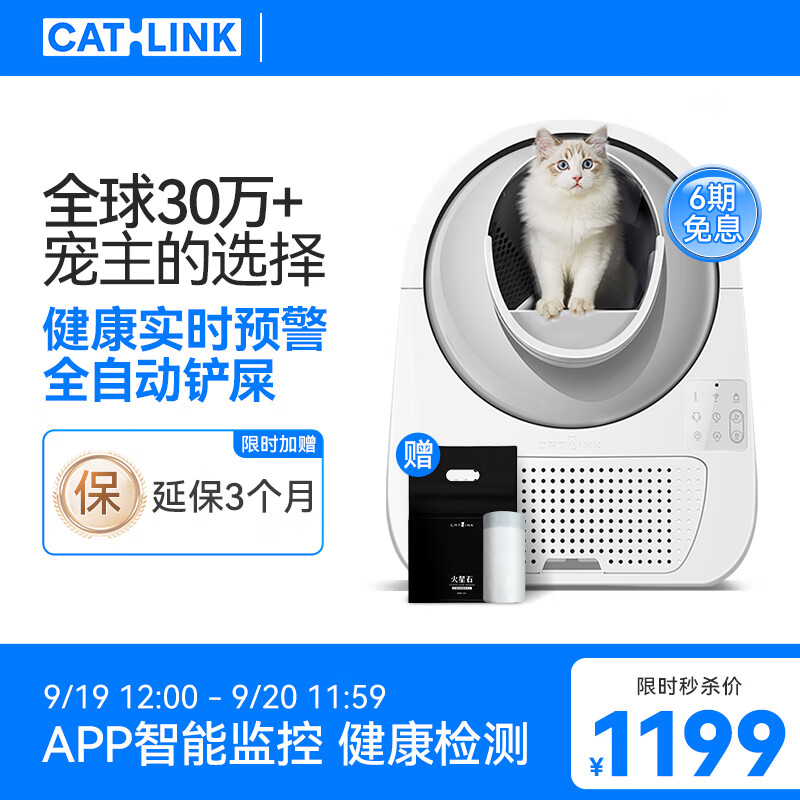 CAT LINK
全球30万+
宠主的选择
健康实时预警
全自动铲屎
限时加赠
保
延保3个月
6期
免息
CATLINK
赠
CATLINK
火星石
9/19 12:00 - 9/20 11:59
APP智能监控 健康检测
限时秒杀价
¥1199